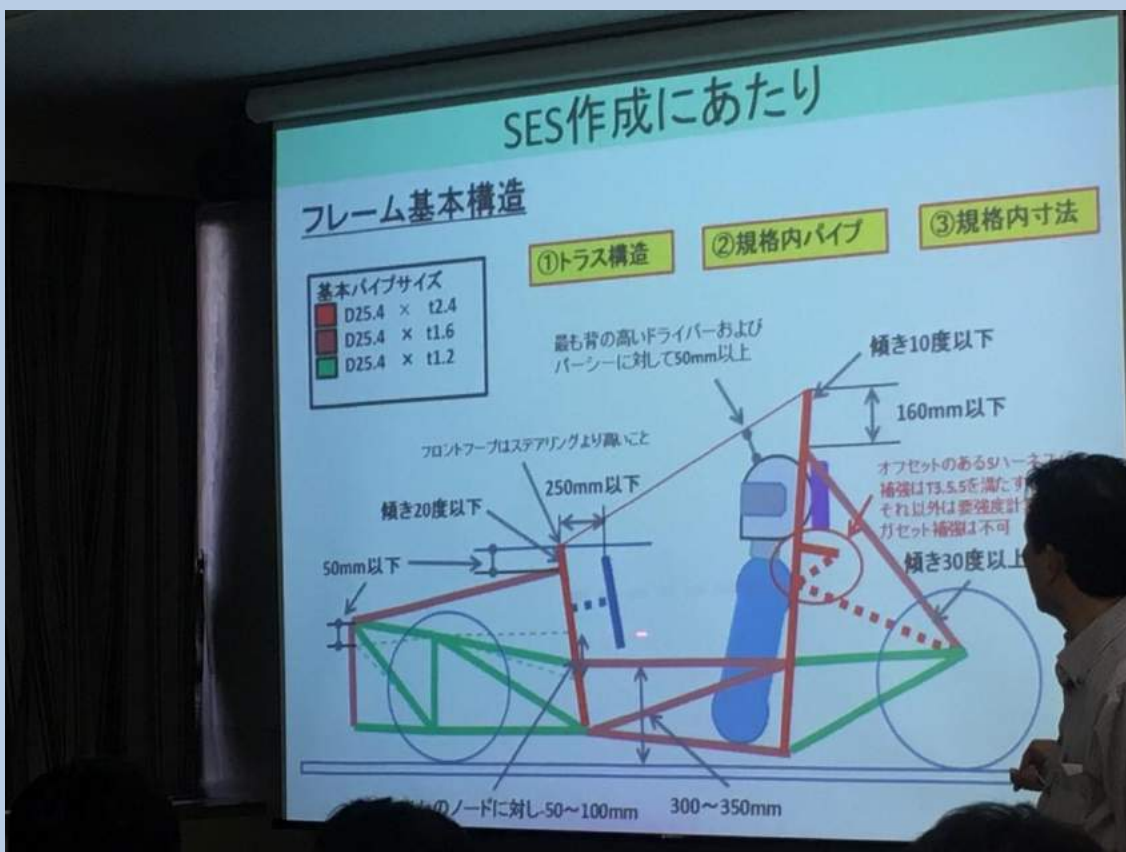 SES作成にあたり
フレーム基本構造
①トラス構造
②規格内パイプ
③規格内寸法
基本パイプサイズ
D25.4 × t2.4
D25.4 × t1.6
D25.4 × t1.2
最も背の高いドライバーおよび
パーシーに対して50mm以上
傾き10度以下
160mm以下
フロントフープはステアリングより高いこと
250mm以下
傾き20度以下
50mm以下
オフセットのあるSハーネス
補強はT3.5.5を満たす
それ以外は要強度計
ガセット補強は不可
傾き30度以上
のノードに対し-50～100mm
300～350mm